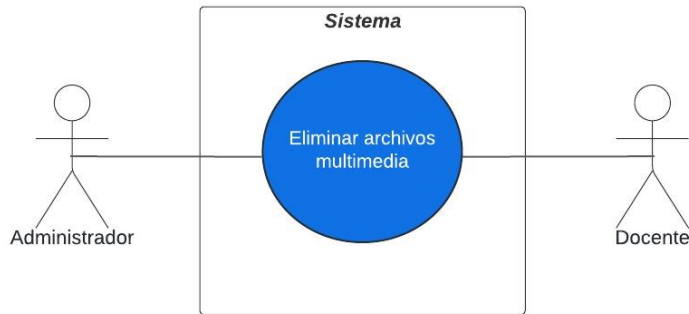 Sistema
Eliminar archivos
multimedia
Administrador
Docente